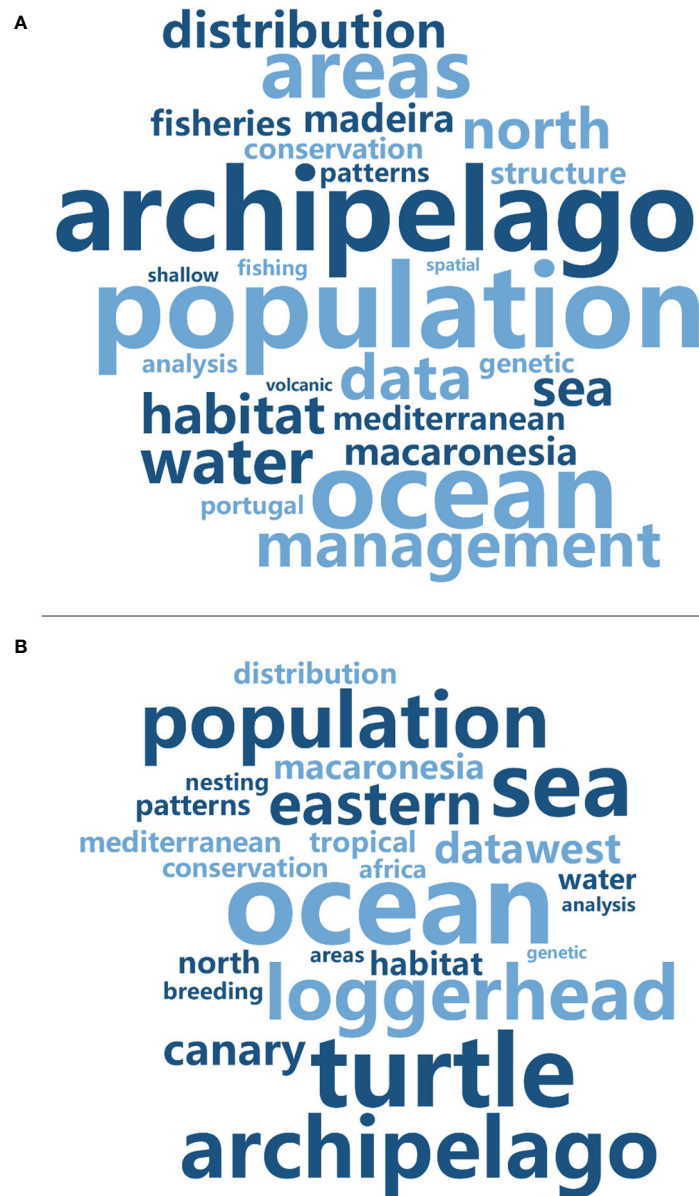 A
distribution
areas
fisheries madeira north
conservation
patterns structure
archipelago
shallow fishing spatial
population
analysis data genetic
volcanic sea
habitat mediterranean
water macaronesia
portugal ocean
management
B
distribution
population
macaronesia
nesting eastern sea
patterns
mediterranean tropical data west
conservation africa
ocean water
analysis
north areas habitat genetic
breeding loggerhead
canary turtle
archipelago